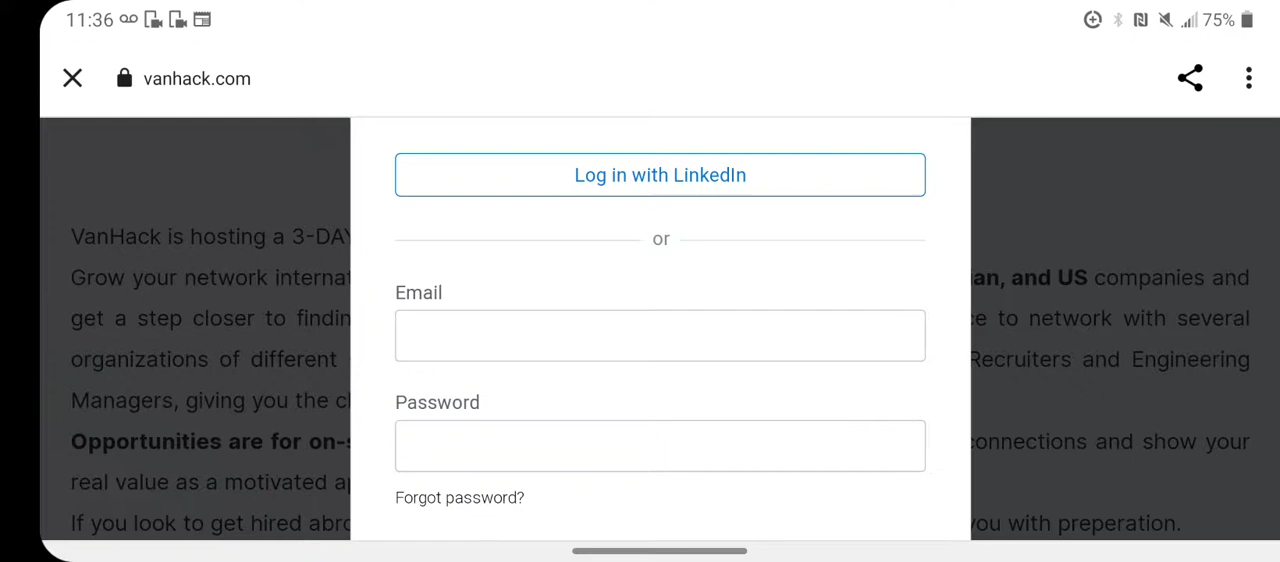 11:36 75%
vanhack.com
Log in with LinkedIn
or
VanHack is hosting a 3-DAY
Grow your network internat ian, and US companies and
Email
get a step closer to findin e to network with several
organizations of different Recruiters and Engineering
Managers, giving you the c
Password
Opportunities are for on-s connections and show your
real value as a motivated a
Forgot password?
If you look to get hired abro you with preperation.